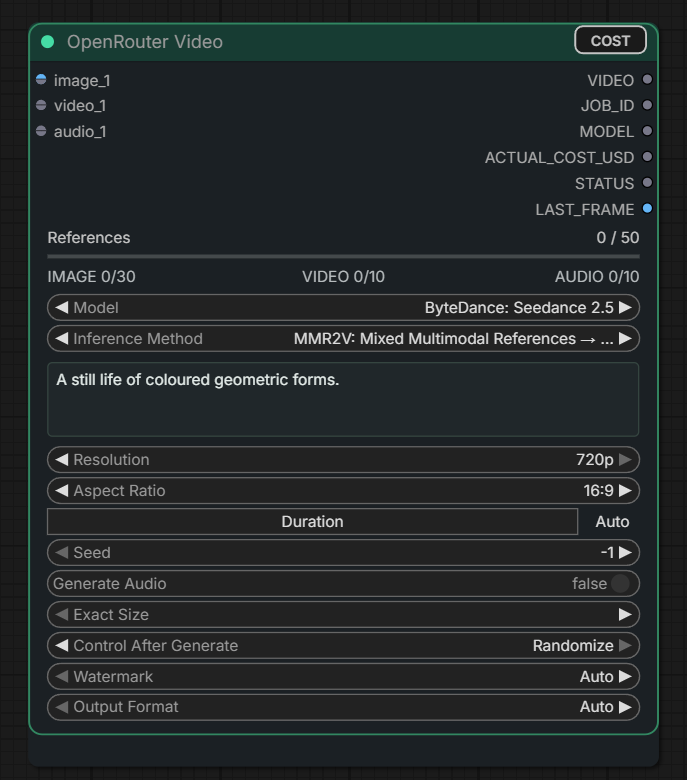 OpenRouter Video COST
image_1 VIDEO
video_1 JOB_ID
audio_1 MODEL
ACTUAL_COST_USD
STATUS
LAST_FRAME
References 0 / 50
IMAGE 0/30 VIDEO 0/10 AUDIO 0/10
Model ByteDance: Seedance 2.5
Inference Method MMR2V: Mixed Multimodal References → ...
A still life of coloured geometric forms.
Resolution 720p
Aspect Ratio 16:9
Duration Auto
Seed -1
Generate Audio false
Exact Size
Control After Generate Randomize
Watermark Auto
Output Format Auto